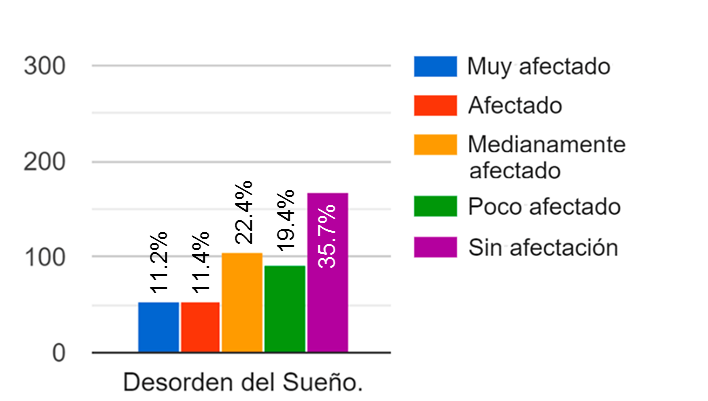 300
200
100
0
11.2%
11.4%
22.4%
19.4%
35.7%
Desorden del Sueño.
Muy afectado
Afectado
Medianamente
afectado
Poco afectado
Sin afectación